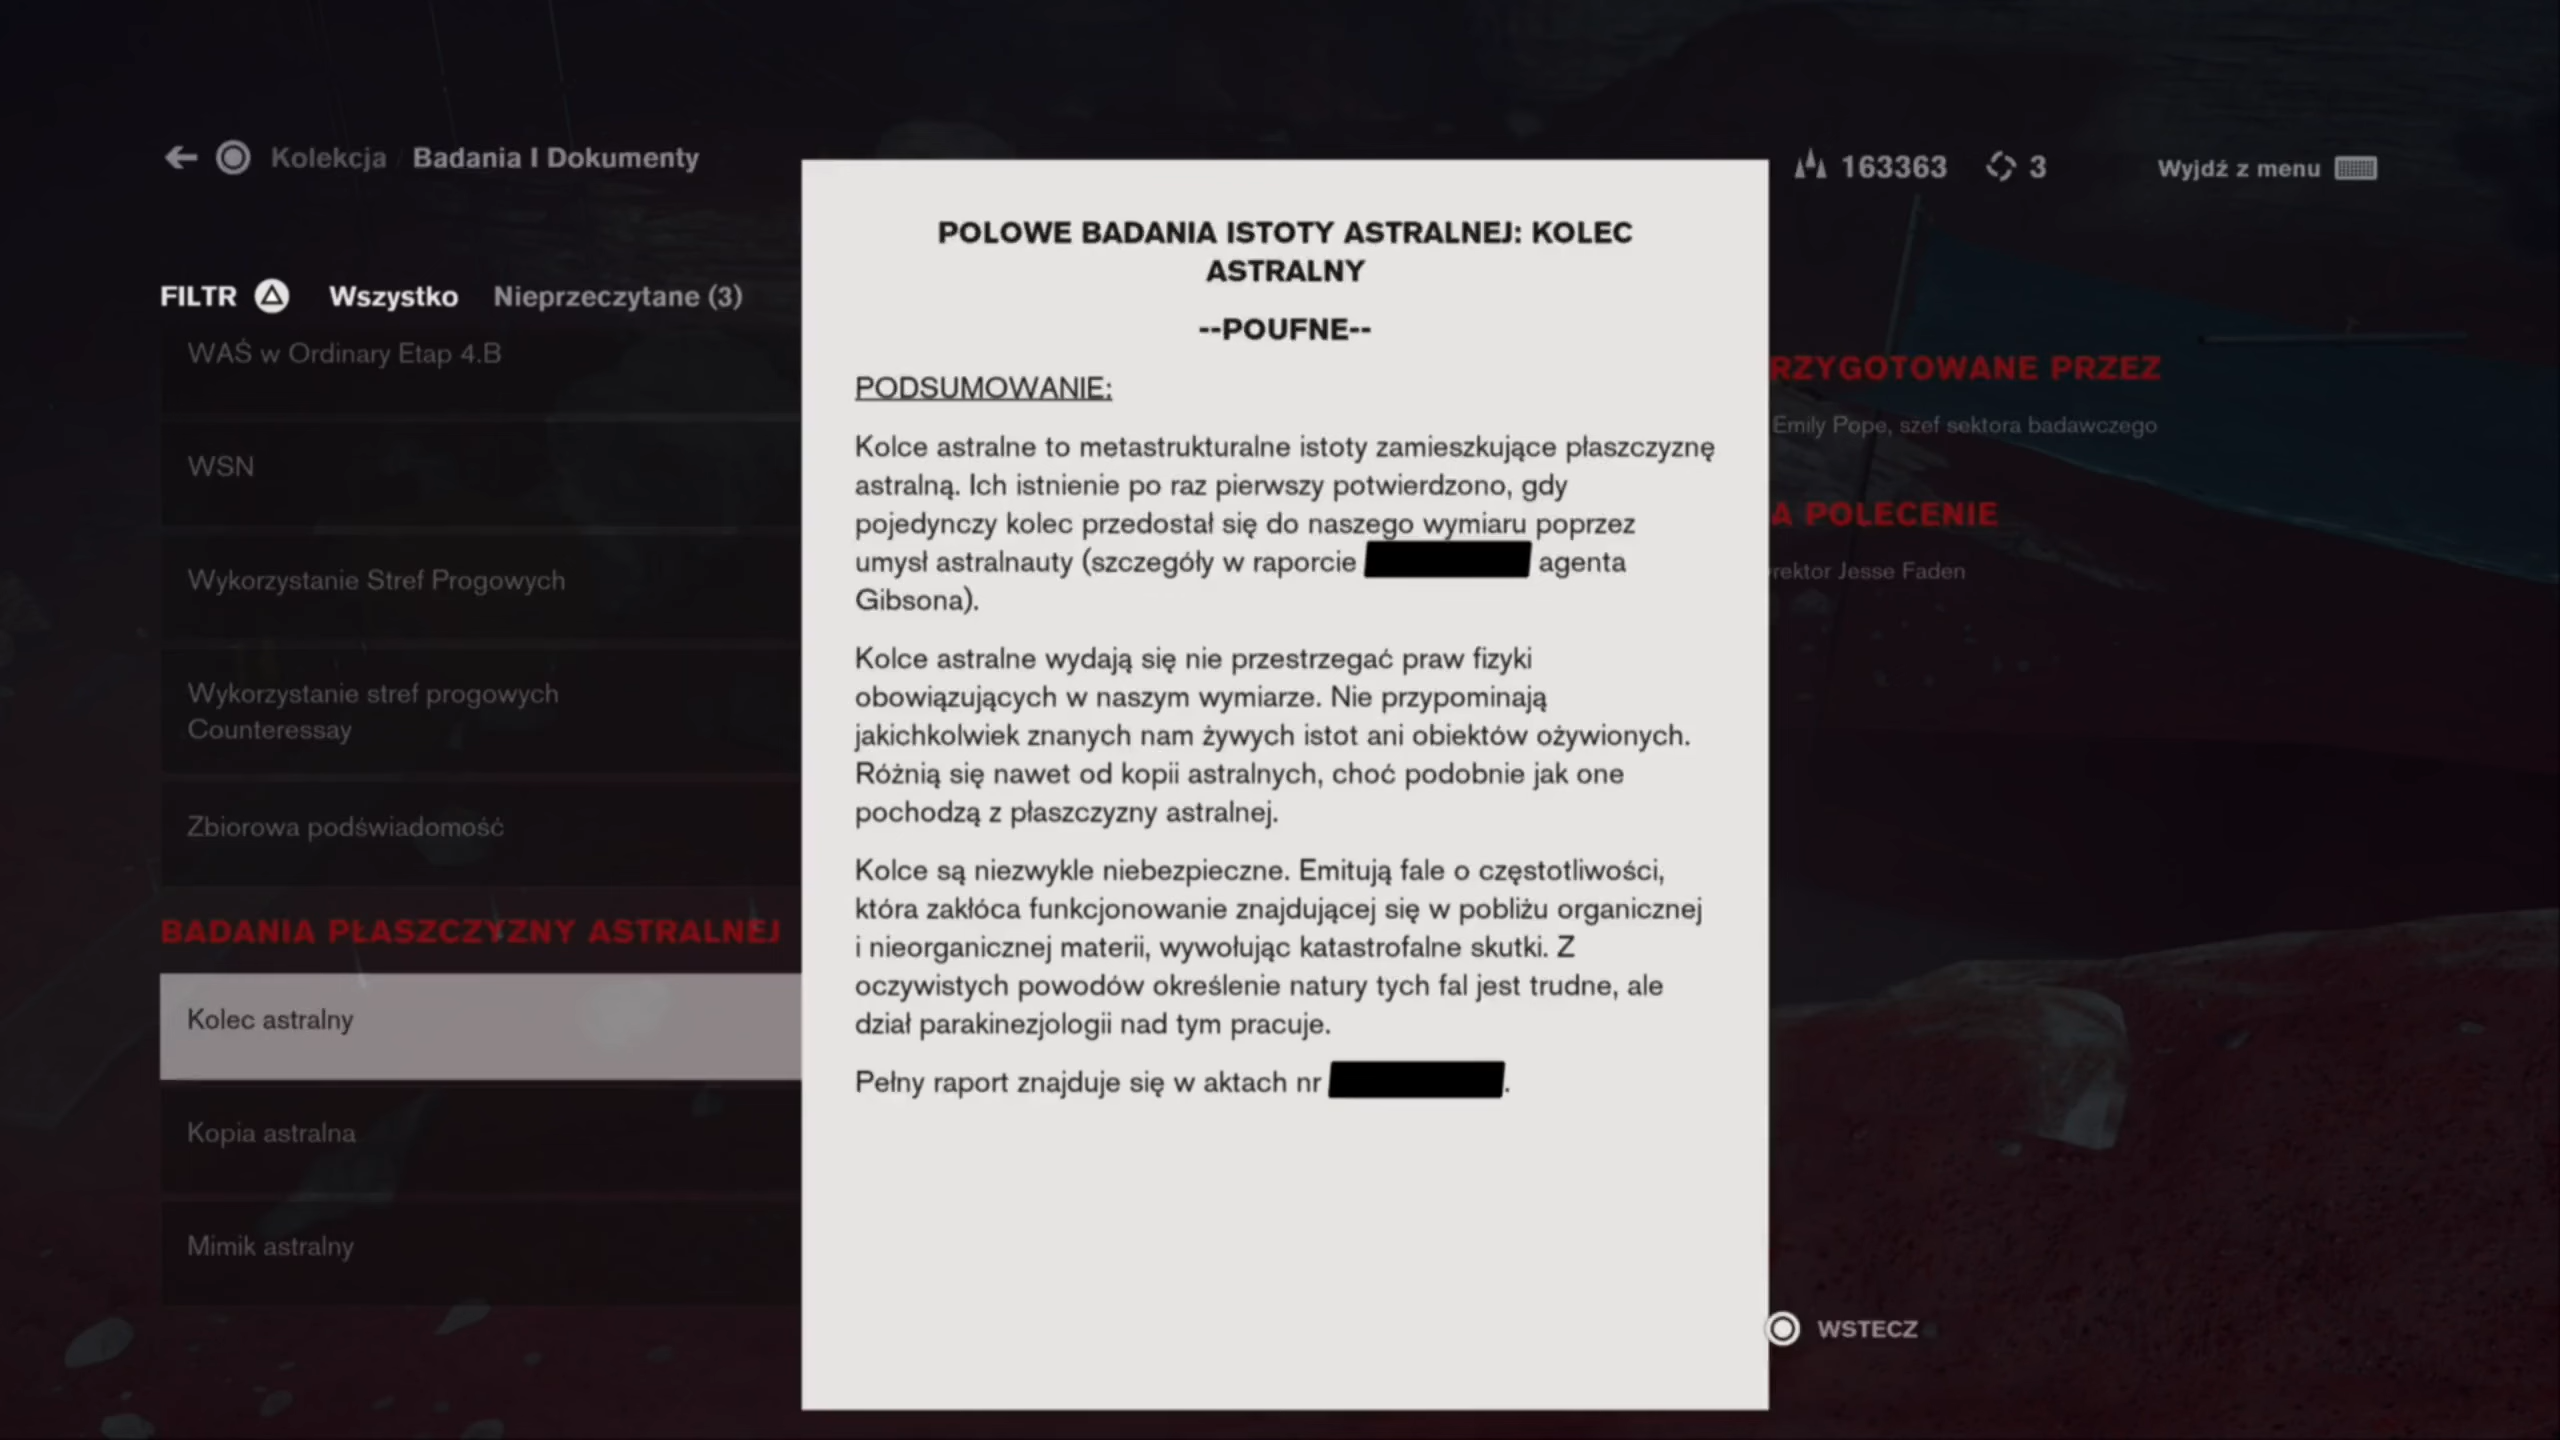 Kolekcja / Badania I Dokumenty
163363
3
Wyjdź z menu
FILTR
Wszystko
Nieprzeczytane (3)
WAŚ w Ordinary Etap 4.B
WSN
Wykorzystanie Stref Progowych
Wykorzystanie stref progowych
Counteressay
Zbiorowa podświadomość
BADANIA PŁASZCZYZNY ASTRALNEJ
Kolec astralny
Kopia astralna
Mimik astralny
POLOWE BADANIA ISTOTY ASTRALNEJ: KOLEC
ASTRALNY
--POUFNE--
PODSUMOWANIE:
Kolce astralne to metastrukturalne istoty zamieszkujące płaszczyznę
astralną. Ich istnienie po raz pierwszy potwierdzono, gdy
pojedynczy kolec przedostał się do naszego wymiaru poprzez
umysł astralnauty (szczegóły w raporcie agenta
Gibsona).
Kolce astralne wydają się nie przestrzegać praw fizyki
obowiązujących w naszym wymiarze. Nie przypominają
jakichkolwiek znanych nam żywych istot ani obiektów ożywionych.
Różnią się nawet od kopii astralnych, choć podobnie jak one
pochodzą z płaszczyzny astralnej.
Kolce są niezwykle niebezpieczne. Emitują fale o częstotliwości,
która zakłóca funkcjonowanie znajdującej się w pobliżu organicznej
i nieorganicznej materii, wywołując katastrofalne skutki. Z
oczywistych powodów określenie natury tych fal jest trudne, ale
dział parakinezjologii nad tym pracuje.
Pełny raport znajduje się w aktach nr .
RZYGOTOWANE PRZEZ
Emily Pope, szef sektora badawczego
A POLECENIE
rektor Jesse Faden
WSTECZ